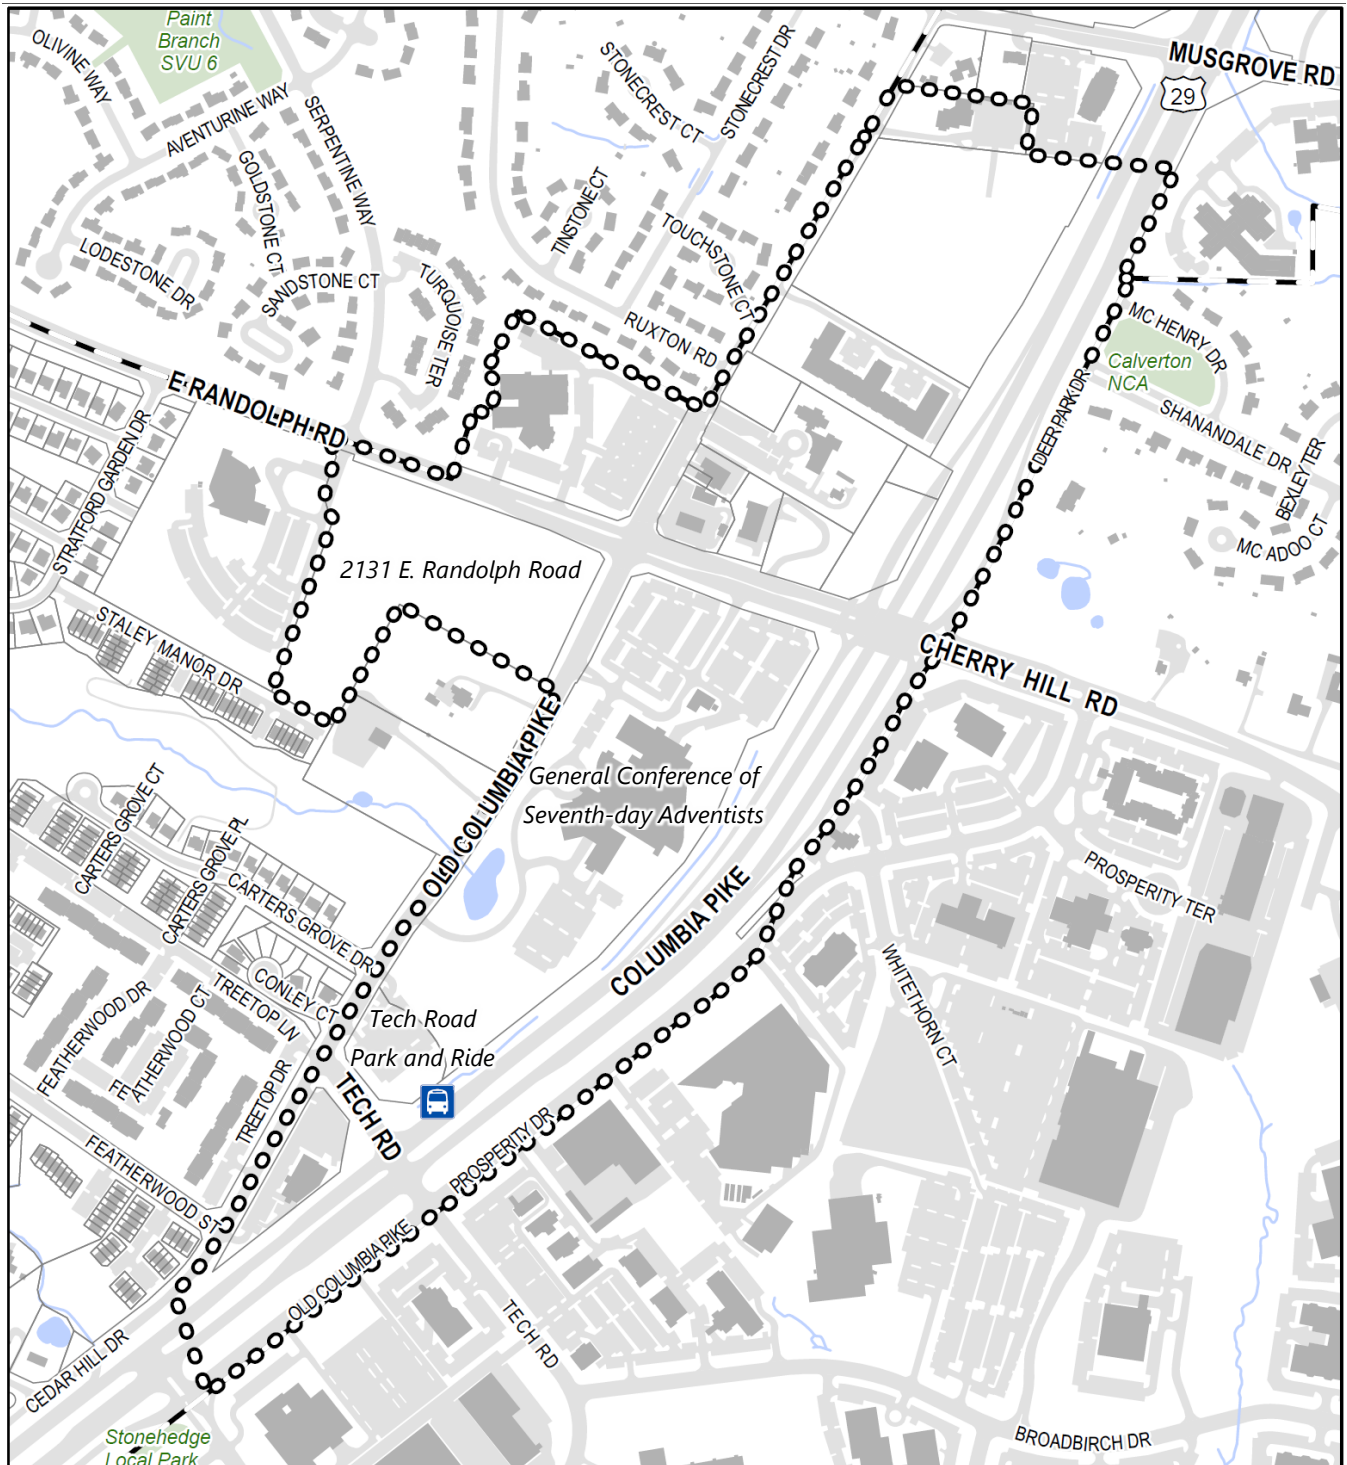 Paint
Branch
SVU 6
OLIVINE WAY
AVENTURINE WAY
SERPENTINE WAY
GOLDSTONE CT
STONECREST CT
STONECREST DR
MUSGROVE RD
29
TINSTONE CT
TOUCHSTONE CT
LODESTONE DR
SANDSTONE CT
TURQUOISE TER
RUXTON RD
MC HENRY DR
Calverton
NCA
DEER PARK DR
SHANANDALE DR
BEXLEY TER
MC ADOO CT
E RANDOLPH RD
STRATFORD GARDEN DR
2131 E. Randolph Road
STALEY MANOR DR
CHERRY HILL RD
OLD COLUMBIA PIKE
General Conference of
Seventh-day Adventists
CARTERS GROVE CT
CARTERS GROVE PL
CARTERS GROVE DR
COLUMBIA PIKE
PROSPERITY TER
WHITETHORN CT
CONLEY CT
TREETOP LN
FEATHERWOOD DR
FEATHERWOOD CT
TREETOP DR
Tech Road
Park and Ride
TECH RD
PROSPERITY DR
FEATHERWOOD ST
OLD COLUMBIA PIKE
TECH RD
CEDAR HILL DR
BROADBIRCH DR
Stonehedge
Local Park